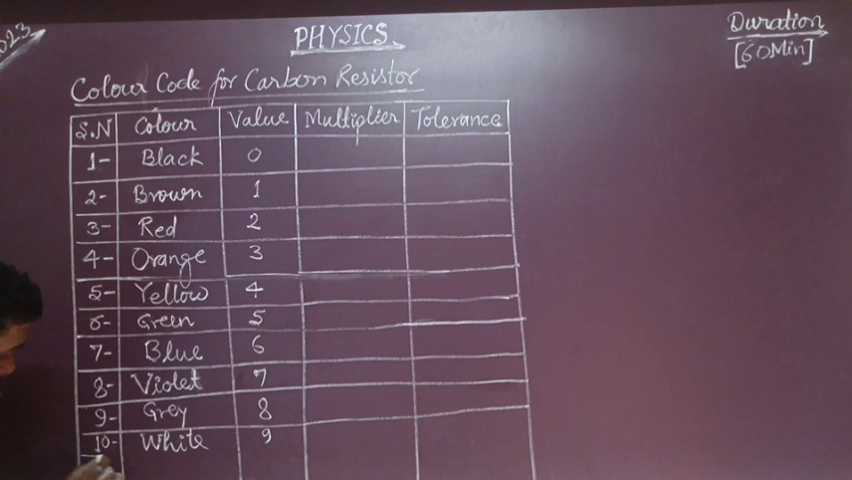 023
PHYSICS
Duration
[60Min]
Colour Code for Carbon Resistor
S.N Colour Value Multiplier Tolerance
1- Black 0
2- Brown 1
3- Red 2
4- Orange 3
5- Yellow 4
6- Green 5
7- Blue 6
8- Violet 7
9- Grey 8
10- White 9